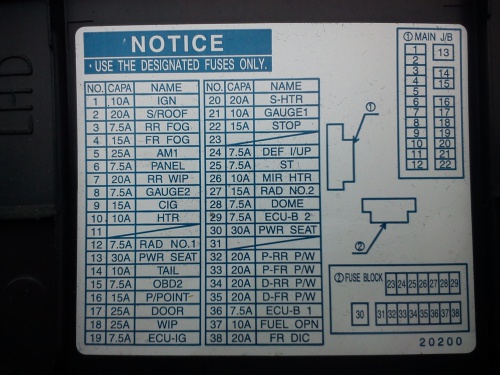 NOTICE
• USE THE DESIGNATED FUSES ONLY.
NO. CAPA NAME NO. CAPA NAME
1 10A IGN 20 20A S-HTR
2 20A S/ROOF 21 10A GAUGE1
3 7.5A RR FOG 22 15A STOP
4 15A FR FOG 23
5 25A AM1 24 7.5A DEF I/UP
6 7.5A PANEL 25 7.5A ST
7 20A RR WIP 26 10A MIR HTR
8 7.5A GAUGE2 27 15A RAD NO.2
9 15A CIG 28 7.5A DOME
10 10A HTR 29 7.5A ECU-B 2
11 30 30A PWR SEAT
12 7.5A RAD NO.1 31
13 30A PWR SEAT 32 20A P-RR P/W
14 10A TAIL 33 20A P-FR P/W
15 7.5A OBD2 34 20A D-RR P/W
16 15A P/POINT 35 20A D-FR P/W
17 25A DOOR 36 7.5A ECU-B 1
18 25A WIP 37 10A FUEL OPN
19 7.5A ECU-IG 38 20A FR DIC
① MAIN J/B
1 13
2
3 14
4 15
5
6 16
7 17
8 18
9 19
10 20
11 21
12 22
①
②
② FUSE BLOCK 23 24 25 26 27 28 29
30 31 32 33 34 35 36 37 38
20200